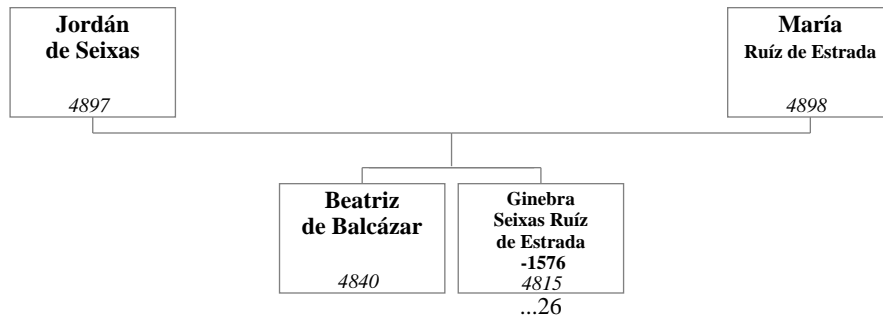 Jordán
de Seixas
4897
María
Ruíz de Estrada
4898
Beatriz
de Balcázar
4840
Ginebra
Seixas Ruíz
de Estrada
-1576
4815
...26